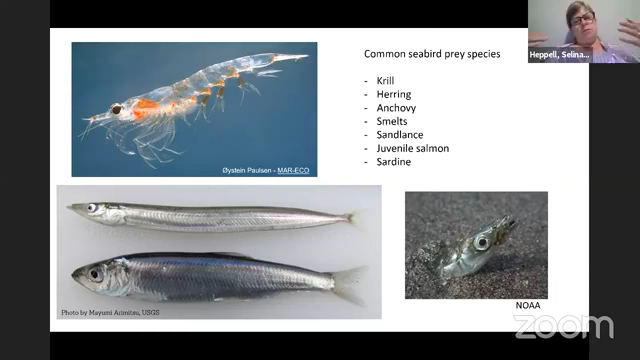 Common seabird prey species
- Krill
- Herring
- Anchovy
- Smelts
- Sandlance
- Juvenile salmon
- Sardine
Øystein Paulsen - MAR-ECO
Photo by Mayumi Arimitsu, USGS
NOAA
Heppell, Selina...
zoom